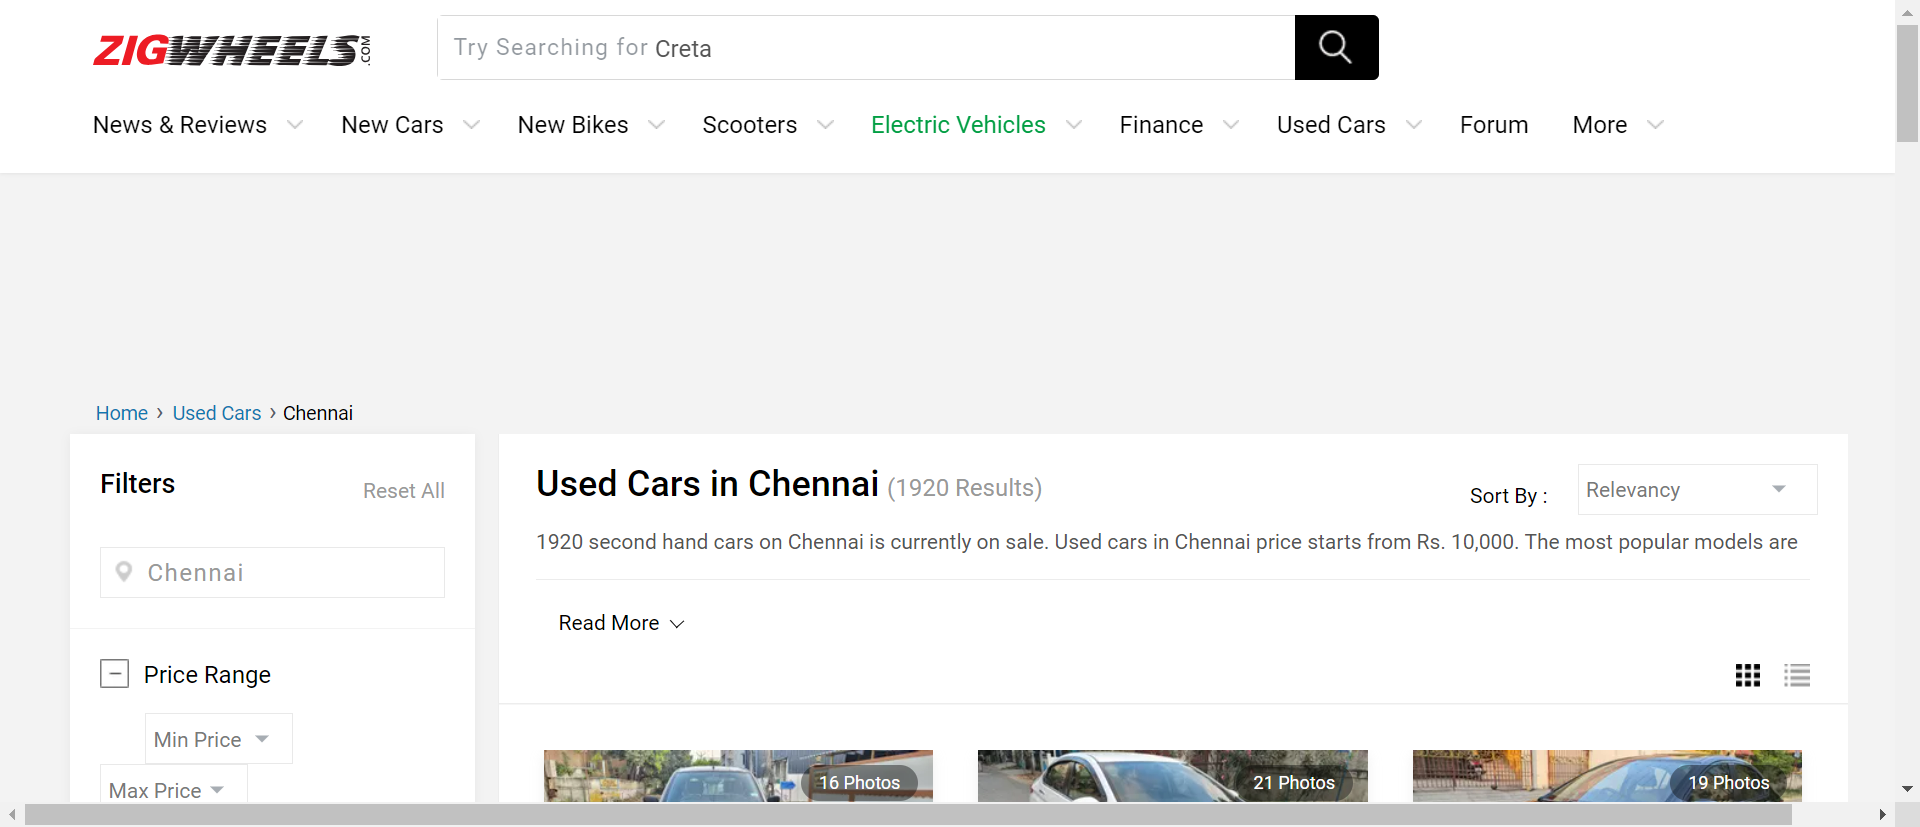 ZIGWHEELS.COM
Try Searching for Creta
News & Reviews New Cars New Bikes Scooters Electric Vehicles Finance Used Cars Forum More
Home › Used Cars › Chennai
Filters
Reset All
Chennai
Price Range
Min Price
Max Price
Used Cars in Chennai (1920 Results)
Sort By :
Relevancy
1920 second hand cars on Chennai is currently on sale. Used cars in Chennai price starts from Rs. 10,000. The most popular models are
Read More
16 Photos
21 Photos
19 Photos